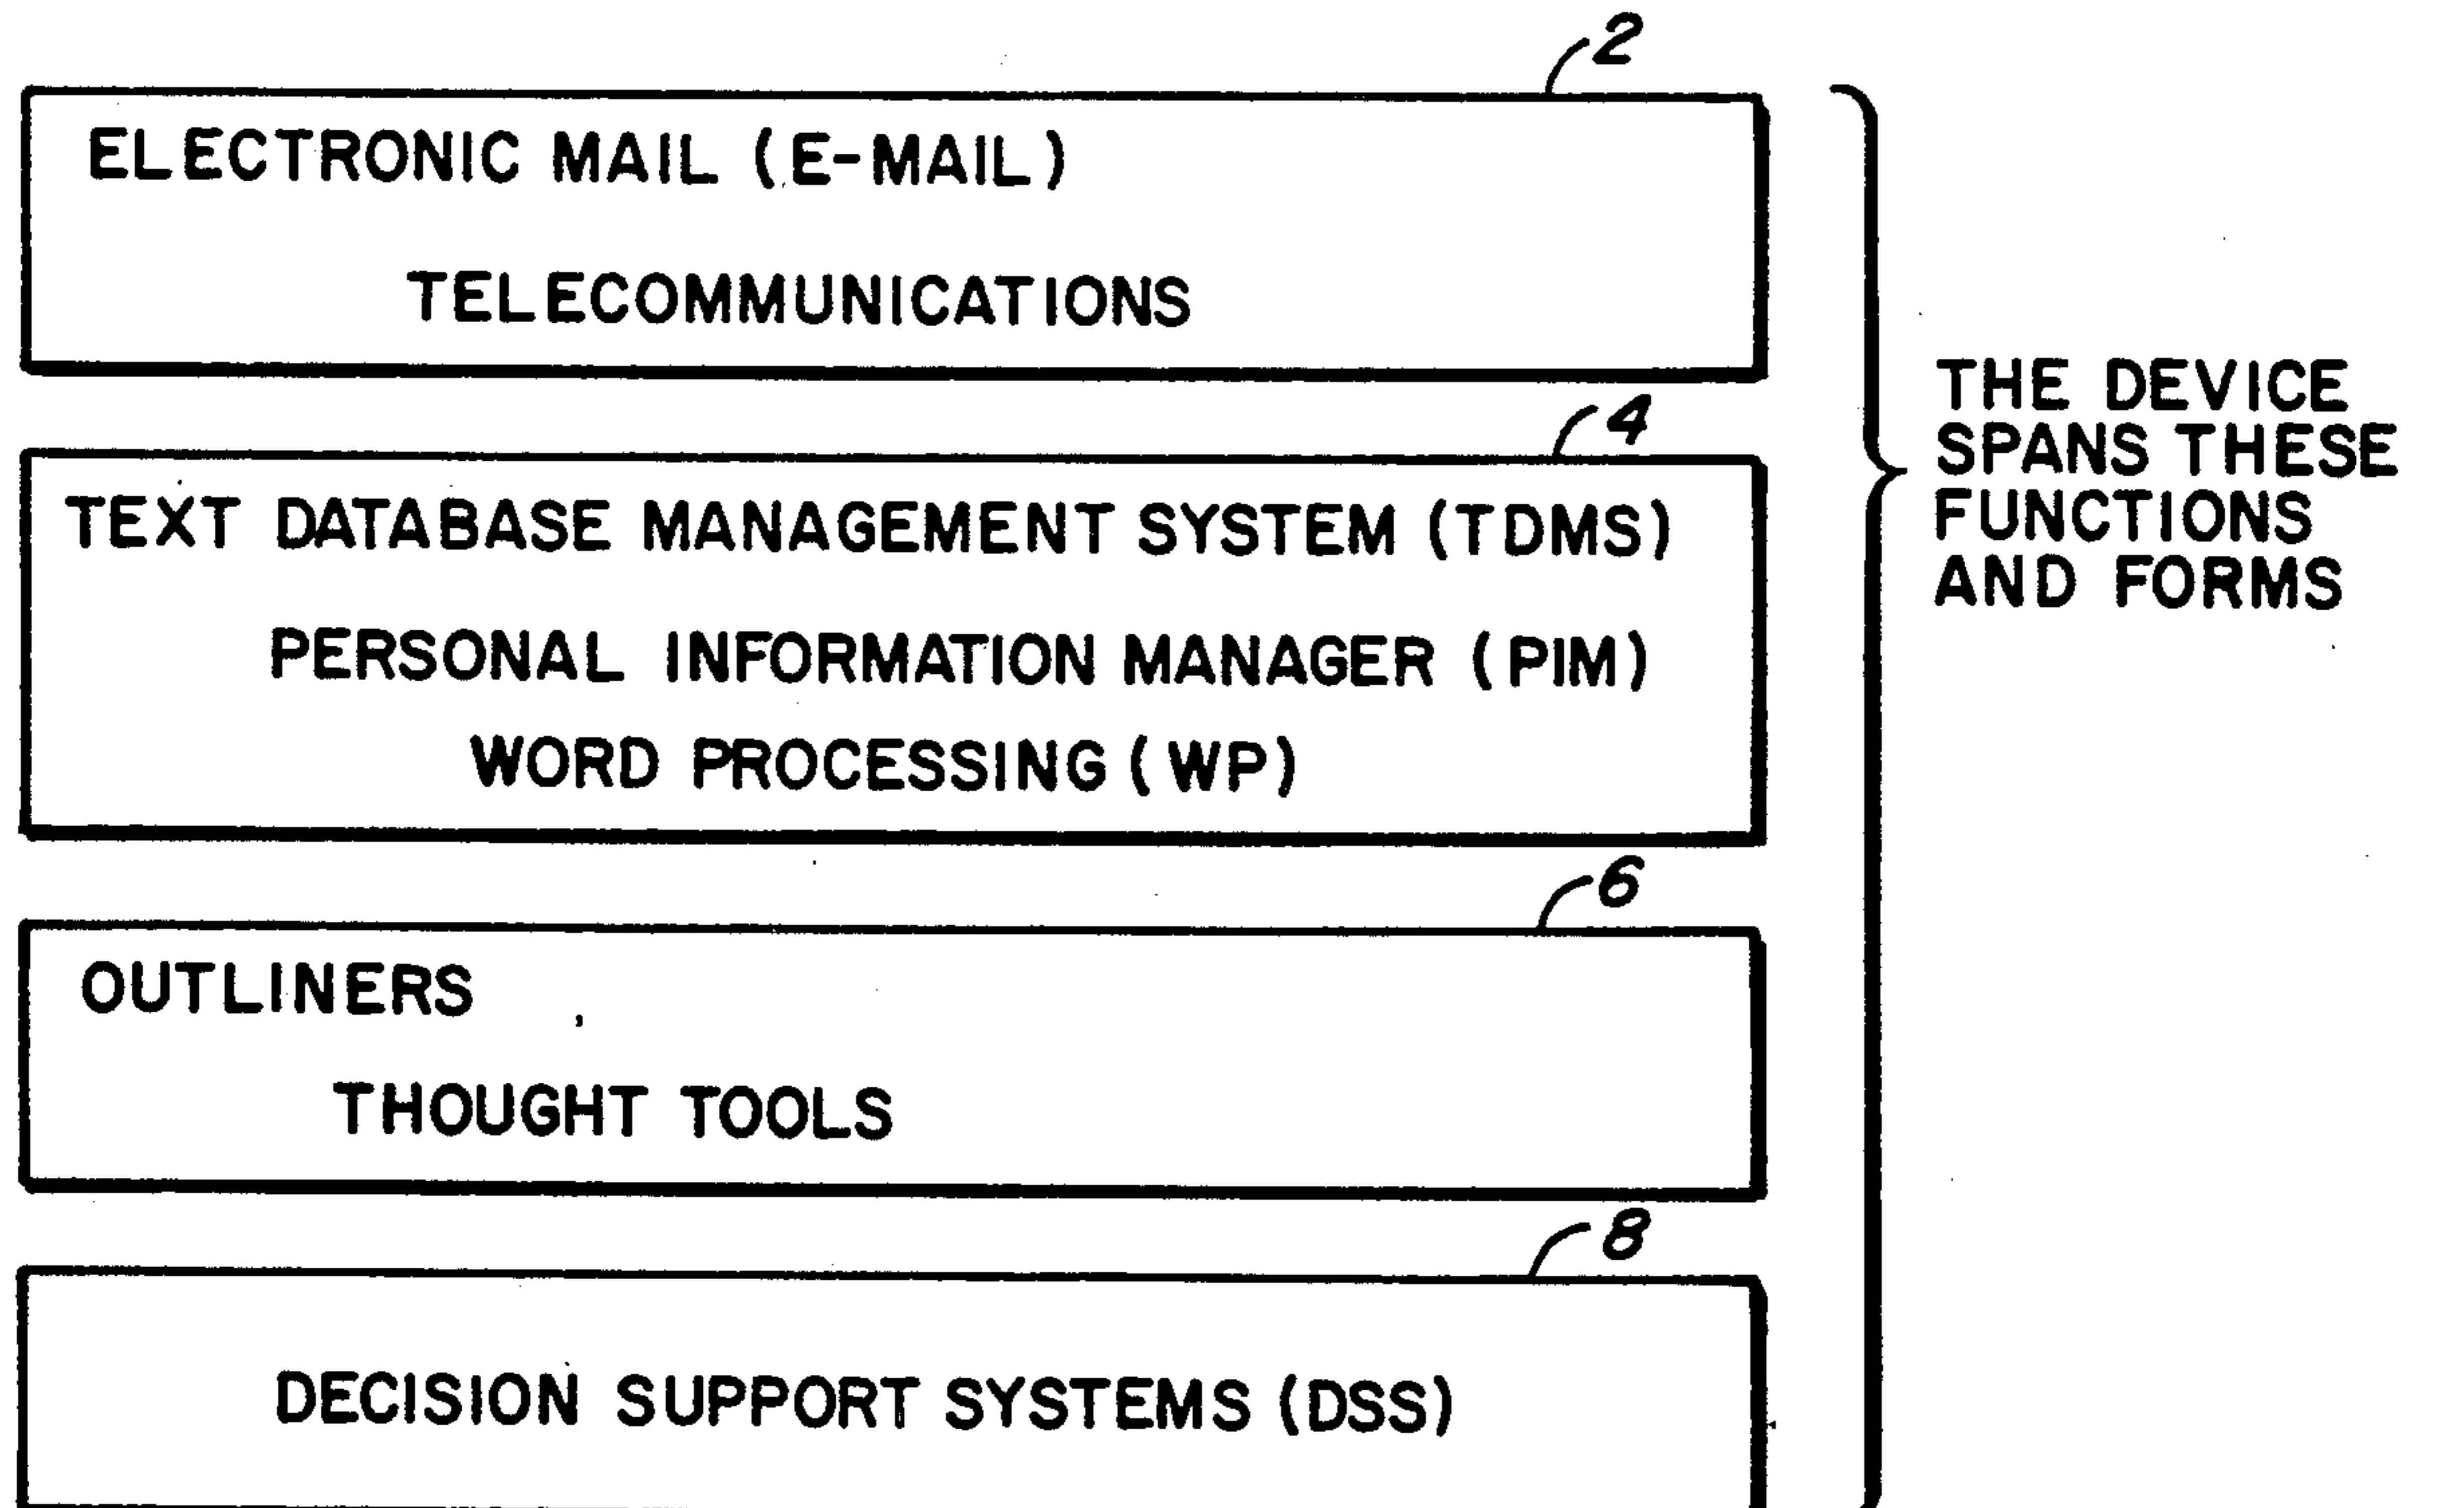 2
ELECTRONIC MAIL (E-MAIL)
TELECOMMUNICATIONS
4
TEXT DATABASE MANAGEMENT SYSTEM (TDMS)
PERSONAL INFORMATION MANAGER (PIM)
WORD PROCESSING (WP)
6
OUTLINERS
THOUGHT TOOLS
8
DECISION SUPPORT SYSTEMS (DSS)
THE DEVICE
SPANS THESE
FUNCTIONS
AND FORMS